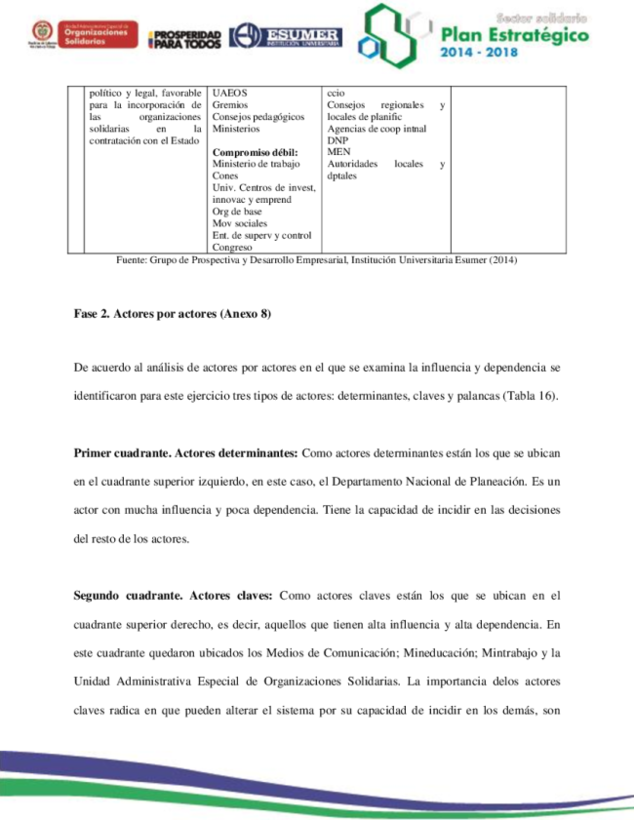 Unidad Administrativa Especial de
Organizaciones
Solidarias
PROSPERIDAD
PARA TODOS
ESUMER
INSTITUCIÓN UNIVERSITARIA
Sector solidario
Plan Estratégico
2014 - 2018
político y legal, favorable
para la incorporación de
las organizaciones
solidarias en la
contratación con el Estado
UAEOS
Gremios
Consejos pedagógicos
Ministerios
Compromiso débil:
Ministerio de trabajo
Cones
Univ. Centros de invest,
innovac y emprend
Org de base
Mov sociales
Ent. de superv y control
Congreso
ccio
Consejos regionales y
locales de planific
Agencias de coop intnal
DNP
MEN
Autoridades locales y
dptales
Fuente: Grupo de Prospectiva y Desarrollo Empresarial, Institución Universitaria Esumer (2014)
Fase 2. Actores por actores (Anexo 8)
De acuerdo al análisis de actores por actores en el que se examina la influencia y dependencia se
identificaron para este ejercicio tres tipos de actores: determinantes, claves y palancas (Tabla 16).
Primer cuadrante. Actores determinantes: Como actores determinantes están los que se ubican
en el cuadrante superior izquierdo, en este caso, el Departamento Nacional de Planeación. Es un
actor con mucha influencia y poca dependencia. Tiene la capacidad de incidir en las decisiones
del resto de los actores.
Segundo cuadrante. Actores claves: Como actores claves están los que se ubican en el
cuadrante superior derecho, es decir, aquellos que tienen alta influencia y alta dependencia. En
este cuadrante quedaron ubicados los Medios de Comunicación; Mineducación; Mintrabajo y la
Unidad Administrativa Especial de Organizaciones Solidarias. La importancia delos actores
claves radica en que pueden alterar el sistema por su capacidad de incidir en los demás, son